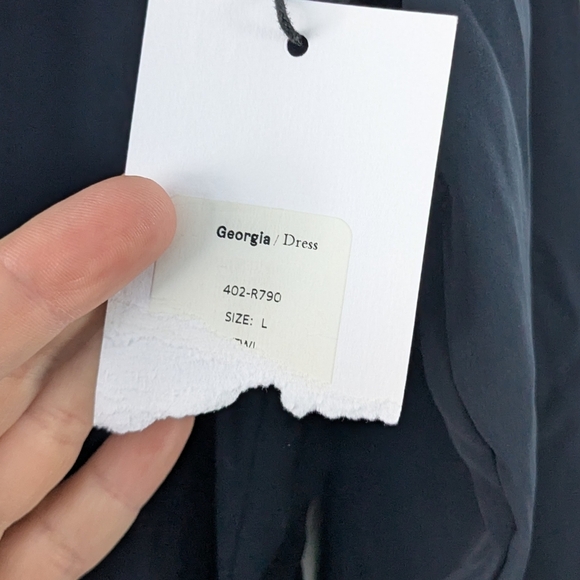 Georgia / Dress
402-R790
SIZE: L